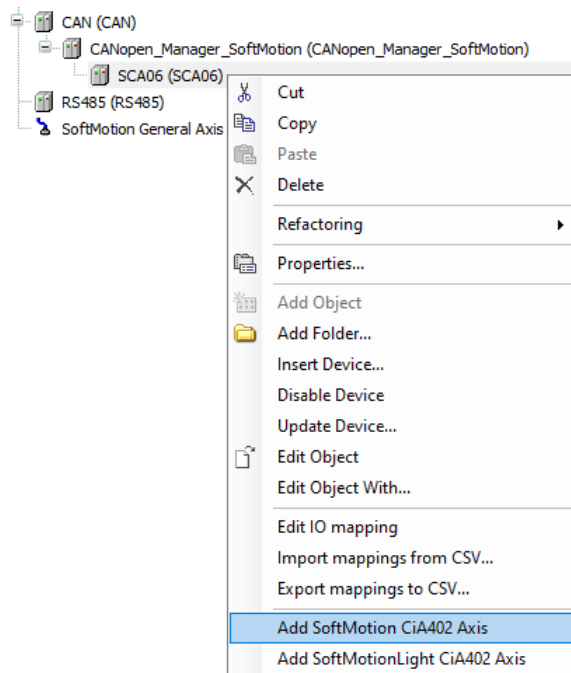 CAN (CAN)
CANopen_Manager_SoftMotion (CANopen_Manager_SoftMotion)
SCA06 (SCA06)
RS485 (RS485)
SoftMotion General Axis
Cut
Copy
Paste
Delete
Refactoring
Properties...
Add Object
Add Folder...
Insert Device...
Disable Device
Update Device...
Edit Object
Edit Object With...
Edit IO mapping
Import mappings from CSV...
Export mappings to CSV...
Add SoftMotion CiA402 Axis
Add SoftMotionLight CiA402 Axis